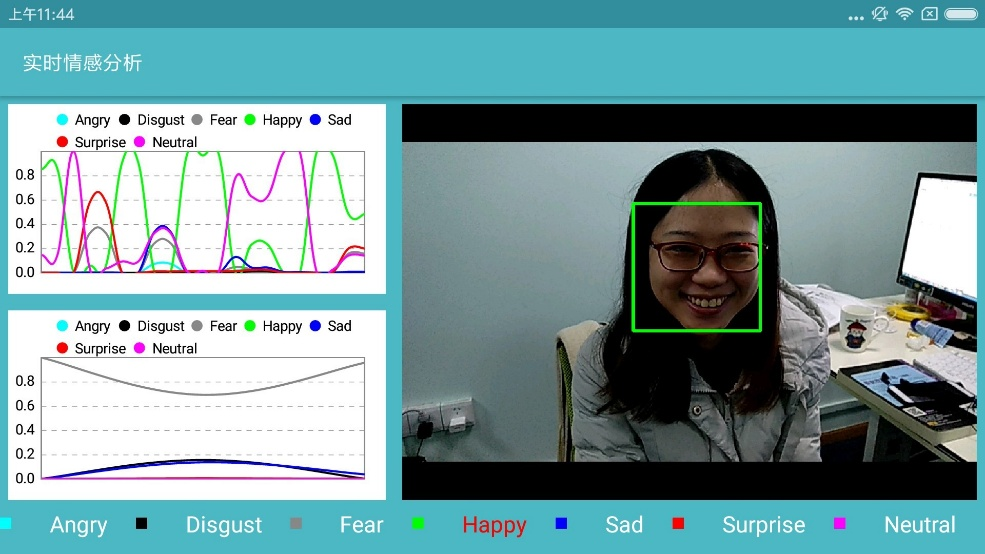 上午11:44
实时情感分析
Angry Disgust Fear Happy Sad
Surprise Neutral
0.8
0.6
0.4
0.2
0.0
Angry Disgust Fear Happy Sad
Surprise Neutral
0.8
0.6
0.4
0.2
0.0
Angry Disgust Fear Happy Sad Surprise Neutral